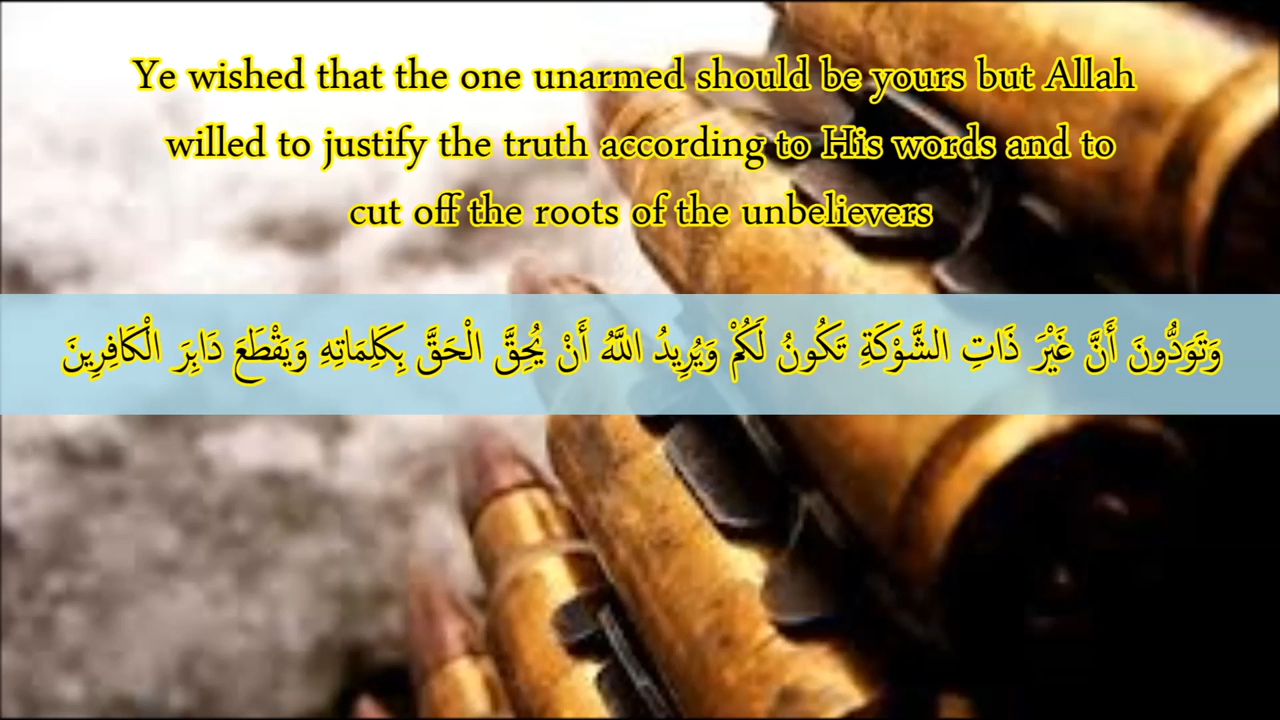 Ye wished that the one unarmed should be yours but Allah
willed to justify the truth according to His words and to
cut off the roots of the unbelievers
وَتَوَدُّونَ أَنَّ غَيْرَ ذَاتِ الشَّوْكَةِ تَكُونُ لَكُمْ وَيُرِيدُ اللَّهُ أَنْ يُحِقَّ الْحَقَّ بِكَلِمَاتِهِ وَيَقْطَعَ دَابِرَ الْكَافِرِينَ